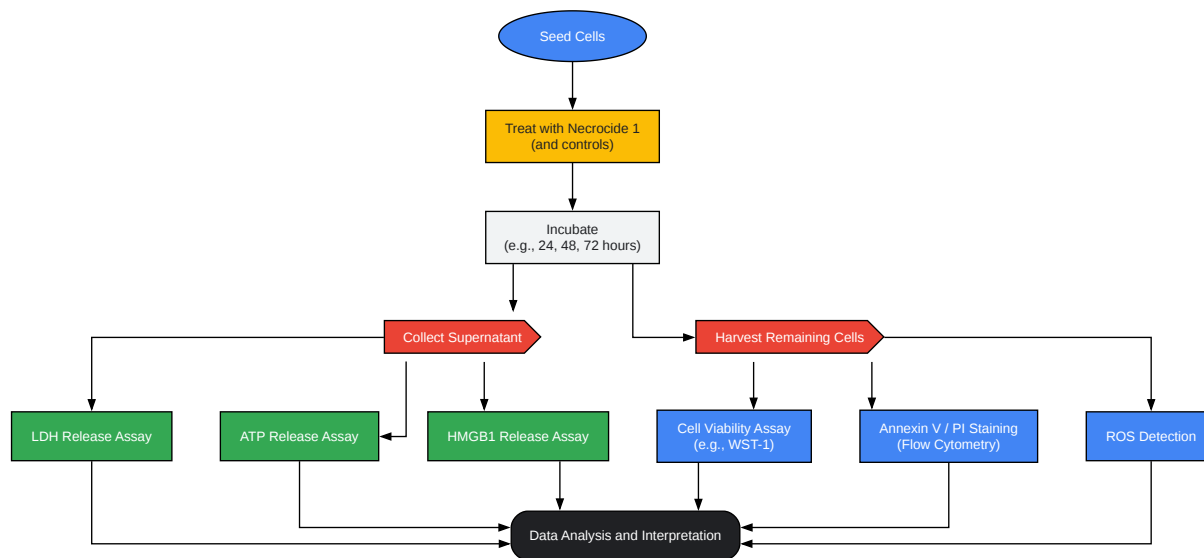 Seed Cells
Treat with Necrocide 1
(and controls)
Incubate
(e.g., 24, 48, 72 hours)
Collect Supernatant
Harvest Remaining Cells
LDH Release Assay
ATP Release Assay
HMGB1 Release Assay
Cell Viability Assay
(e.g., WST-1)
Annexin V / PI Staining
(Flow Cytometry)
ROS Detection
Data Analysis and Interpretation